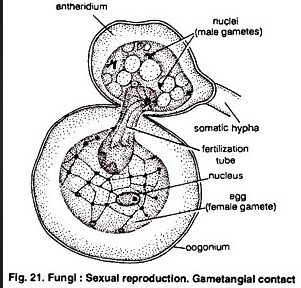 antheridium
nuclei
(male gametes)
somatic hypha
fertilization
tube
nucleus
egg
(female gamete)
oogonium
Fig. 21. Fungi : Sexual reproduction. Gametangial contact